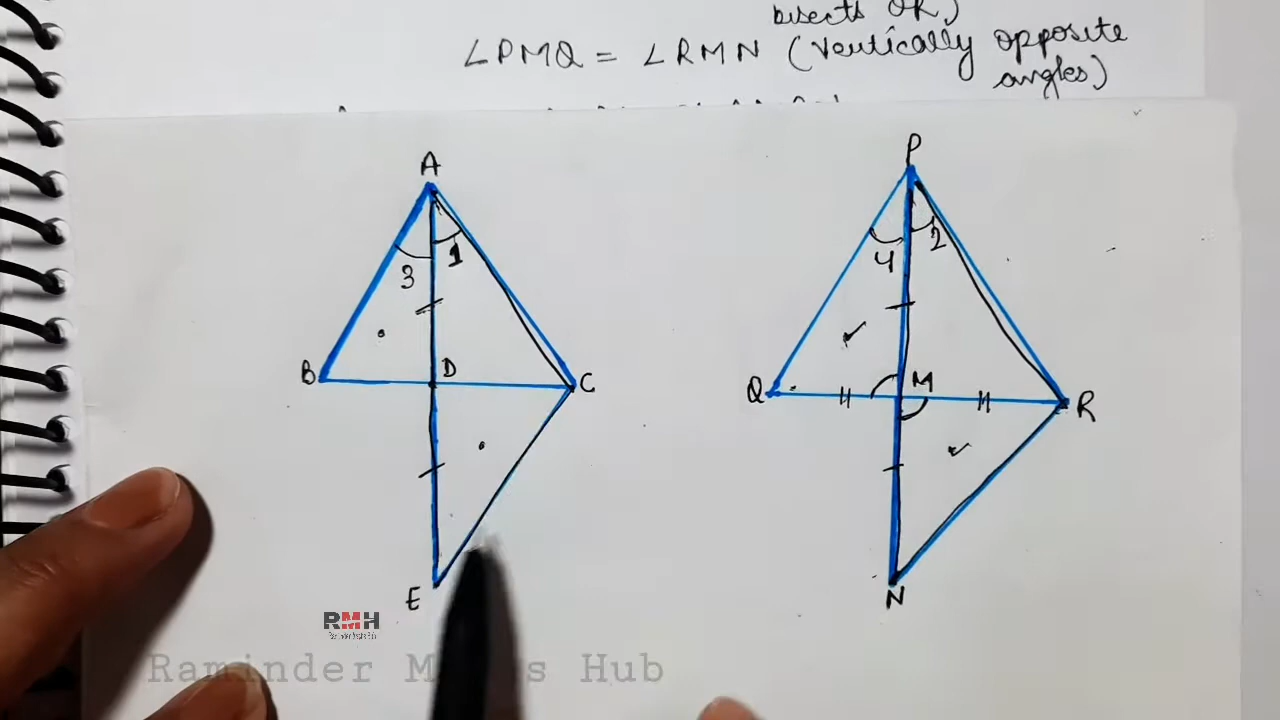 bisects QR)
∠PMQ = ∠RMN (Vertically opposite
angles)
A
P
3
1
4
2
B
D
C
Q
M
R
E
N
RMH
Raminder M s Hub